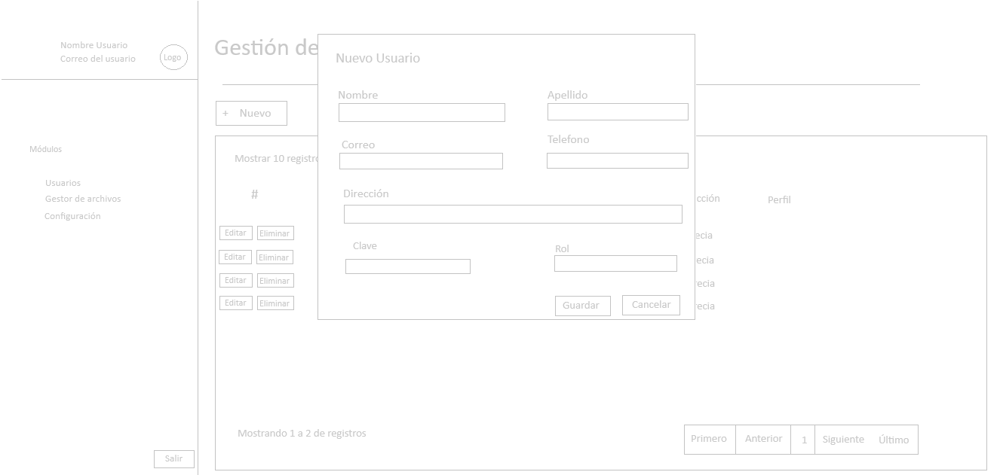 Nombre Usuario
Correo del usuario
Logo
Módulos
Usuarios
Gestor de archivos
Configuración
Salir
Gestión de
+ Nuevo
Mostrar 10 registro
#
cción
Perfil
Editar Eliminar
ecia
Editar Eliminar
ecia
Editar Eliminar
recia
Editar Eliminar
recia
Nuevo Usuario
Nombre
Apellido
Correo
Telefono
Dirección
Clave
Rol
Guardar
Cancelar
Mostrando 1 a 2 de registros
Primero Anterior 1 Siguiente Último